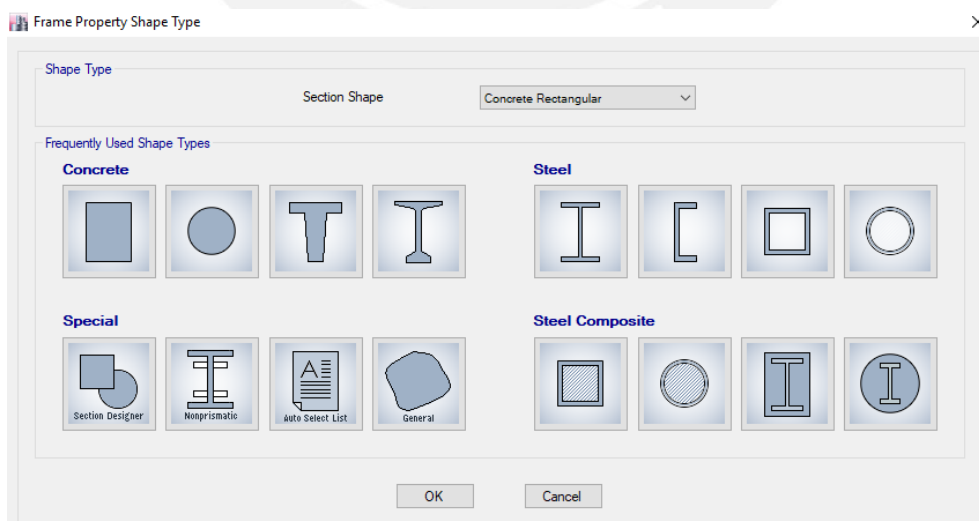 Frame Property Shape Type
Shape Type
Section Shape
Concrete Rectangular
Frequently Used Shape Types
Concrete
Steel
Special
Steel Composite
Section Designer
Nonprismatic
Auto Select List
General
OK
Cancel